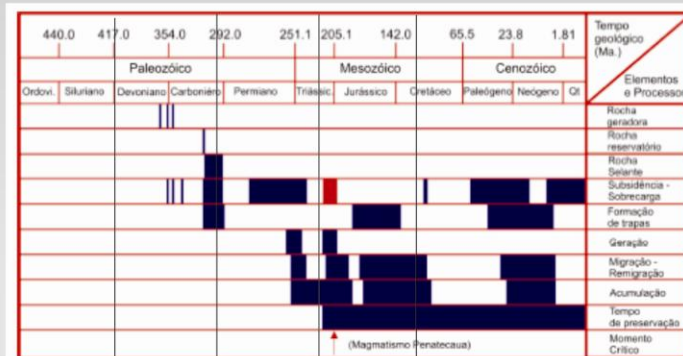 440.0 417.0 354.0 292.0 251.1 205.1 142.0 65.5 23.8 1.81
Tempo
geológico
(Ma.)
Paleozóico Mesozóico Cenozóico
Elementos
e Processos
Ordovi. Siluriano Devoniano Carbonífero Permiano Triássic. Jurássico Cretáceo Paleógeno Neógeno Qt
Rocha
geradora
Rocha
reservatório
Rocha
Selante
Subsidência -
Sobrecarga
Formação
de trapas
Geração
Migração -
Remigração
Acumulação
Tempo
de preservação
(Magmatismo Penatecaua)
Momento
Crítico